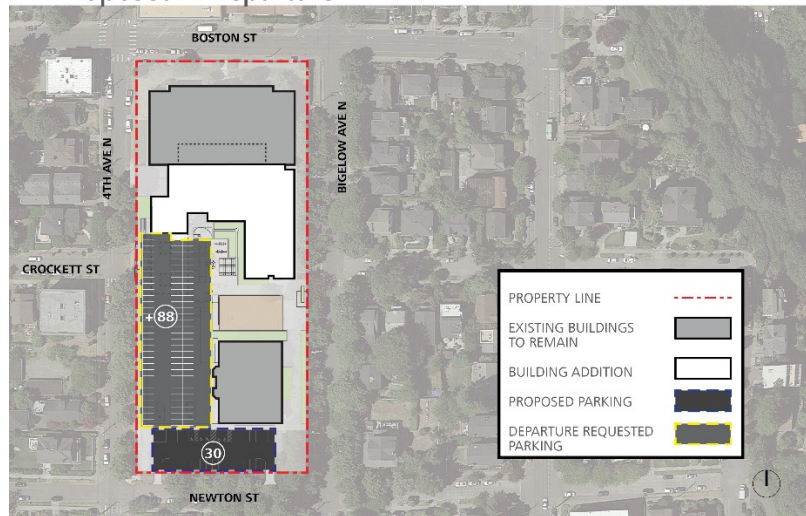 BOSTON ST
4TH AVE N
BIGELOW AVE N
CROCKETT ST
+88
30
NEWTON ST
PROPERTY LINE
EXISTING BUILDINGS
TO REMAIN
BUILDING ADDITION
PROPOSED PARKING
DEPARTURE REQUESTED
PARKING